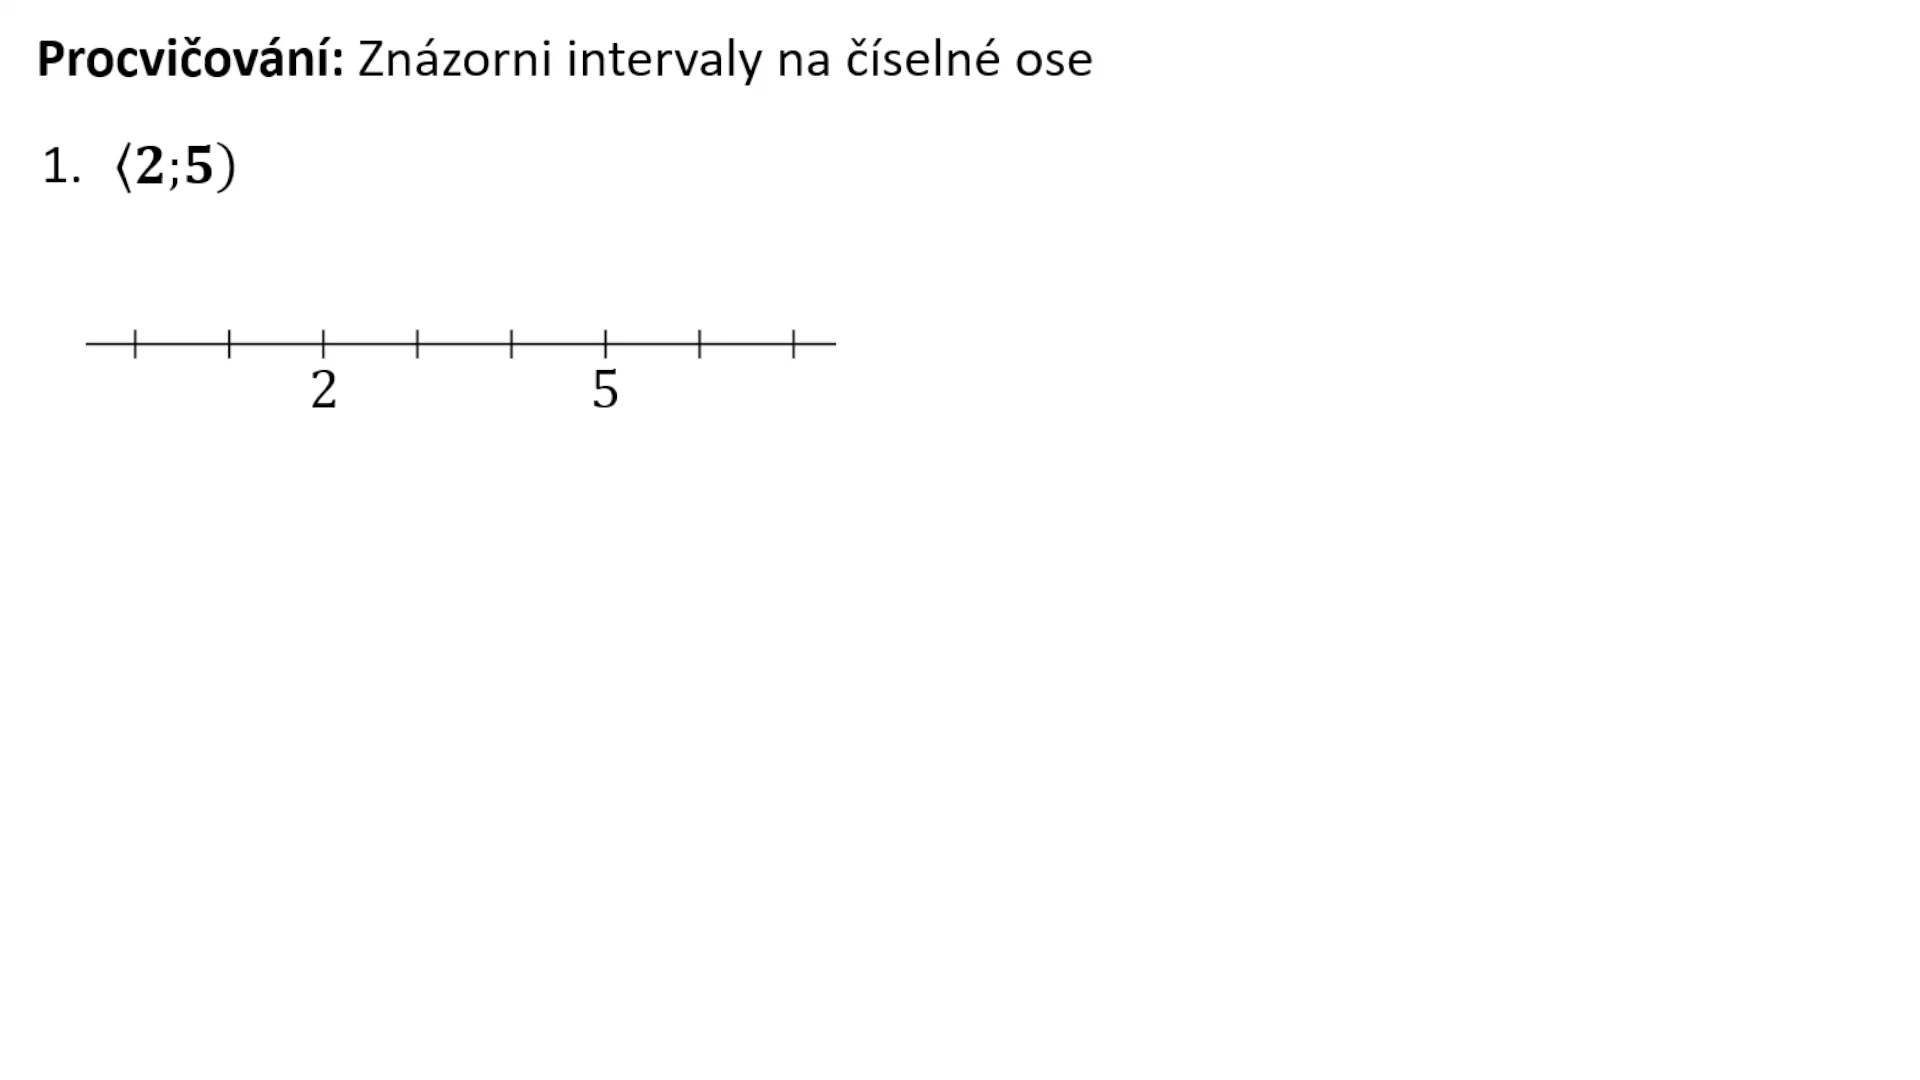 Procvičování: Znázorni intervaly na číselné ose
1. ⟨2;5)
2 5